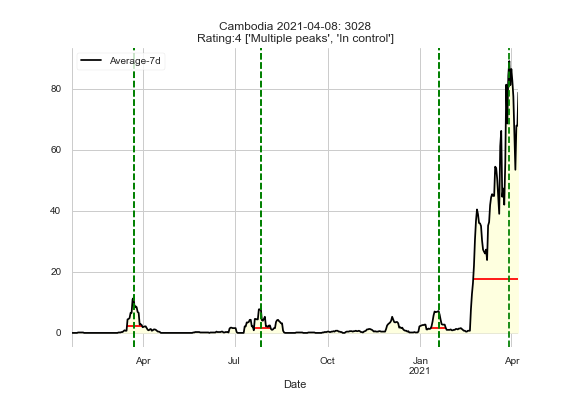 Cambodia 2021-04-08: 3028
Rating:4 ['Multiple peaks', 'In control']
Average-7d
80
60
40
20
0
Apr
Jul
Oct
Jan
2021
Apr
Date